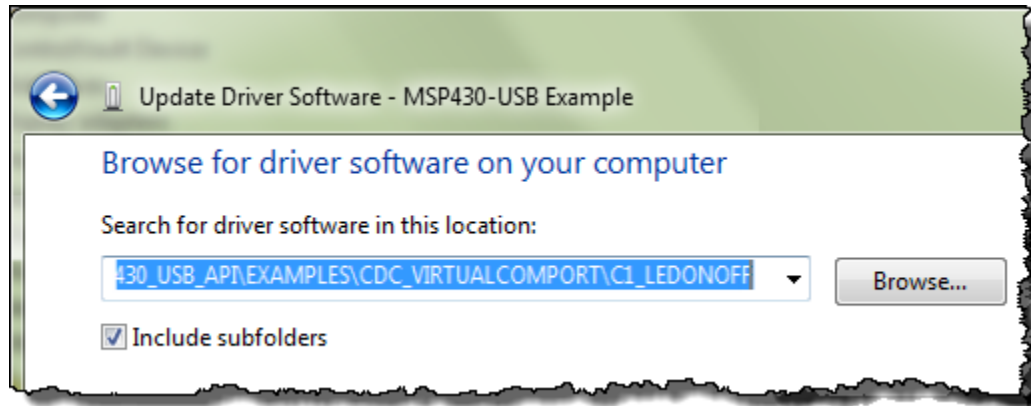 Update Driver Software - MSP430-USB Example
Browse for driver software on your computer
Search for driver software in this location:
430_USB_API\EXAMPLES\CDC_VIRTUALCOMPORT\C1_LEDONOFF
Browse...
Include subfolders